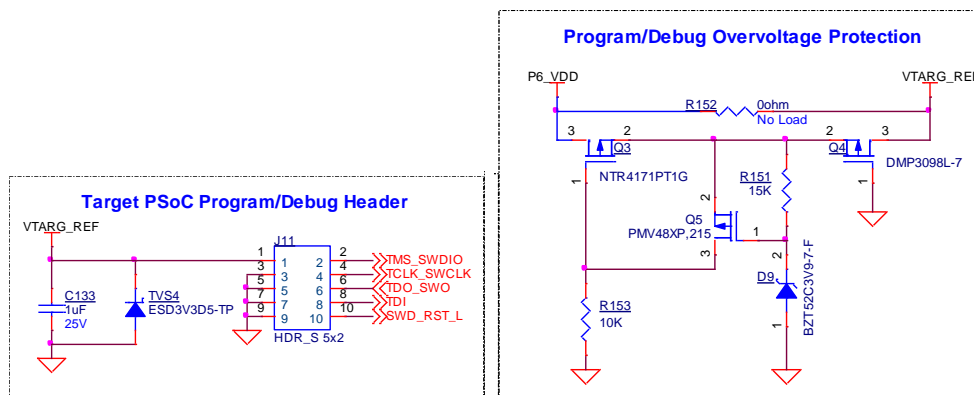 Program/Debug Overvoltage Protection
P6_VDD
VTARG_REF
R152
0ohm
No Load
3
2
2
3
Q3
Q4
NTR4171PT1G
DMP3098L-7
1
1
R151
15K
2
Q5
PMV48XP,215
1
3
2
D9
BZT52C3V9-7-F
1
R153
10K
Target PSoC Program/Debug Header
VTARG_REF
J11
1
3
5
7
9
1
3
5
7
9
2
4
6
8
10
2
4
6
8
10
TMS_SWDIO
TCLK_SWCLK
TDO_SWO
TDI
SWD_RST_L
HDR_S 5x2
C133
1uF
25V
TVS4
ESD3V3D5-TP